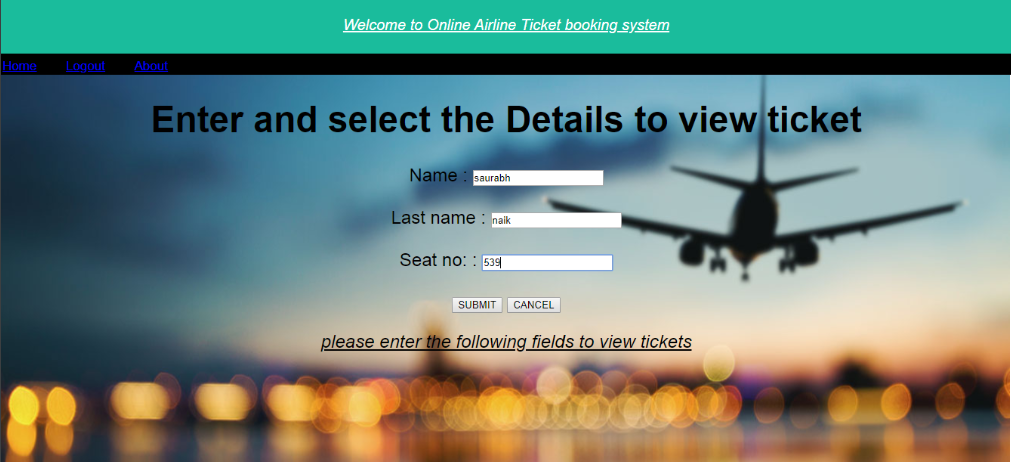 Welcome to Online Airline Ticket booking system
Home Logout About
Enter and select the Details to view ticket
Name : saurabh
Last name : naik
Seat no: : 539
SUBMIT CANCEL
please enter the following fields to view tickets